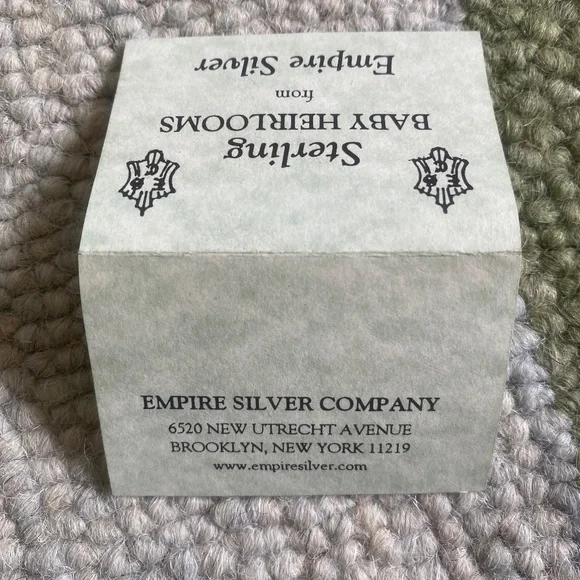 Sterling
BABY HEIRLOOMS
from
Empire Silver
EMPIRE SILVER COMPANY
6520 NEW UTRECHT AVENUE
BROOKLYN, NEW YORK 11219
www.empiresilver.com